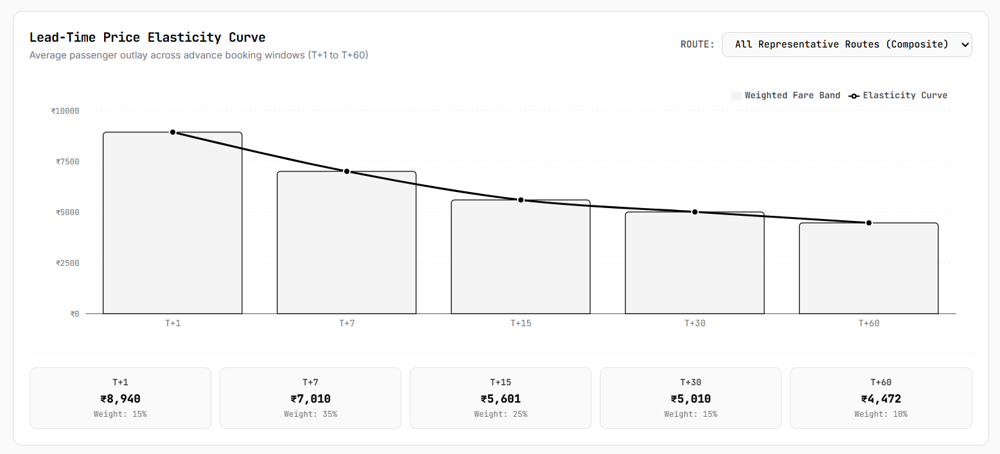 Lead-Time Price Elasticity Curve
Average passenger outlay across advance booking windows (T+1 to T+60)
ROUTE: All Representative Routes (Composite)
Weighted Fare Band Elasticity Curve
₹10000
₹7500
₹5000
₹2500
₹0
T+1 T+7 T+15 T+30 T+60
T+1 T+7 T+15 T+30 T+60
₹8,940 ₹7,010 ₹5,601 ₹5,010 ₹4,472
Weight: 15% Weight: 35% Weight: 25% Weight: 15% Weight: 10%